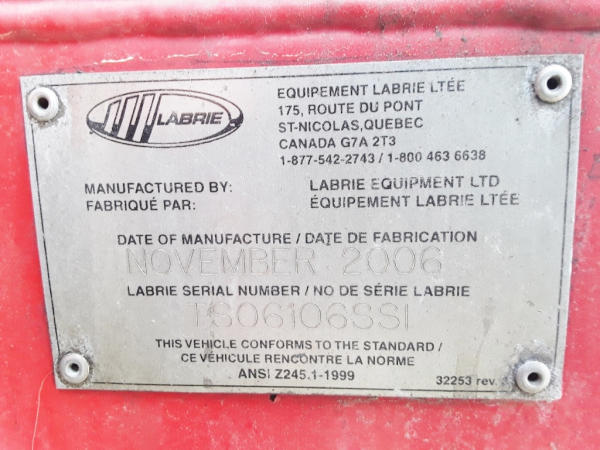 LABRIE
EQUIPEMENT LABRIE LTÉE
175, ROUTE DU PONT
ST-NICOLAS, QUEBEC
CANADA G7A 2T3
1-877-542-2743 / 1-800 463 6638
MANUFACTURED BY: LABRIE EQUIPMENT LTD
FABRIQUÉ PAR: ÉQUIPEMENT LABRIE LTÉE
DATE OF MANUFACTURE / DATE DE FABRICATION
NOVEMBER 2006
LABRIE SERIAL NUMBER / NO DE SÉRIE LABRIE
TS06106SSI
THIS VEHICLE CONFORMS TO THE STANDARD /
CE VÉHICULE RENCONTRE LA NORME
ANSI Z245.1-1999
32253 rev.